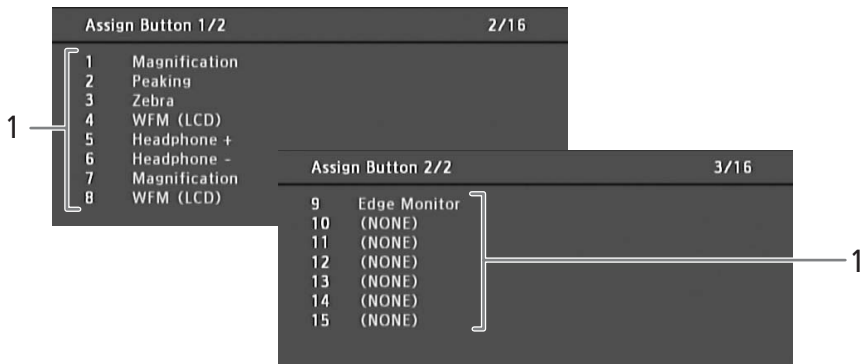 Assign Button 1/2 2/16
1 Magnification
2 Peaking
3 Zebra
4 WFM (LCD)
5 Headphone +
6 Headphone -
7 Magnification
8 WFM (LCD)
1
Assign Button 2/2 3/16
9 Edge Monitor
10 (NONE)
11 (NONE)
12 (NONE)
13 (NONE)
14 (NONE)
15 (NONE)
1